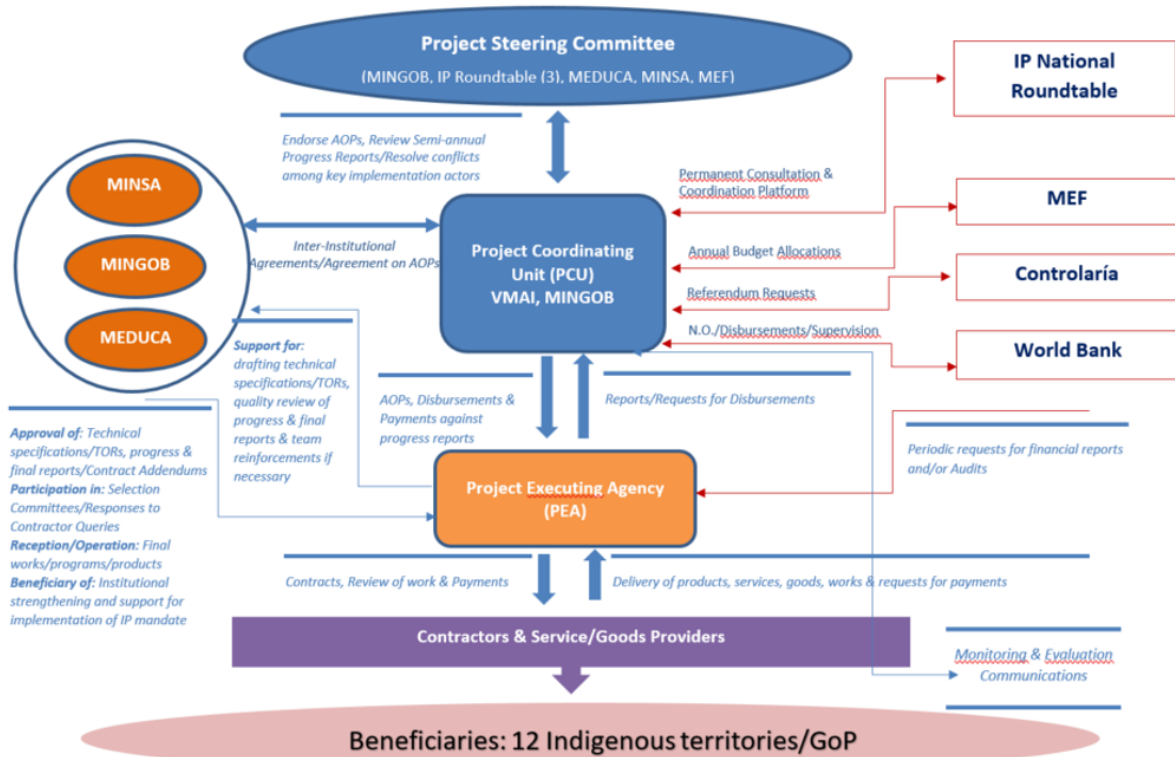 Project Steering Committee
(MINGOB, IP Roundtable (3), MEDUCA, MINSA, MEF)
IP National
Roundtable
Endorse AOPs, Review Semi-annual
Progress Reports/Resolve conflicts
among key implementation actors
MINSA
MINGOB
MEDUCA
Inter-Institutional
Agreements/Agreement on AOPs
Project Coordinating
Unit (PCU)
VMAI, MINGOB
Permanent Consultation &
Coordination Platform
MEF
Annual Budget Allocations
Controlaría
Referendum Requests
N.O./Disbursements/Supervision
World Bank
Support for:
drafting technical
specifications/TORs,
quality review of
progress & final
reports & team
reinforcements if
necessary
AOPs, Disbursements &
Payments against
progress reports
Reports/Requests for Disbursements
Periodic requests for financial reports
and/or Audits
Approval of: Technical
specifications/TORs, progress &
final reports/Contract Addendums
Participation in: Selection
Committees/Responses to
Contractor Queries
Reception/Operation: Final
works/programs/products
Beneficiary of: Institutional
strengthening and support for
implementation of IP mandate
Project Executing Agency
(PEA)
Contracts, Review of work & Payments
Delivery of products, services, goods, works & requests for payments
Contractors & Service/Goods Providers
Monitoring & Evaluation
Communications
Beneficiaries: 12 Indigenous territories/GoP